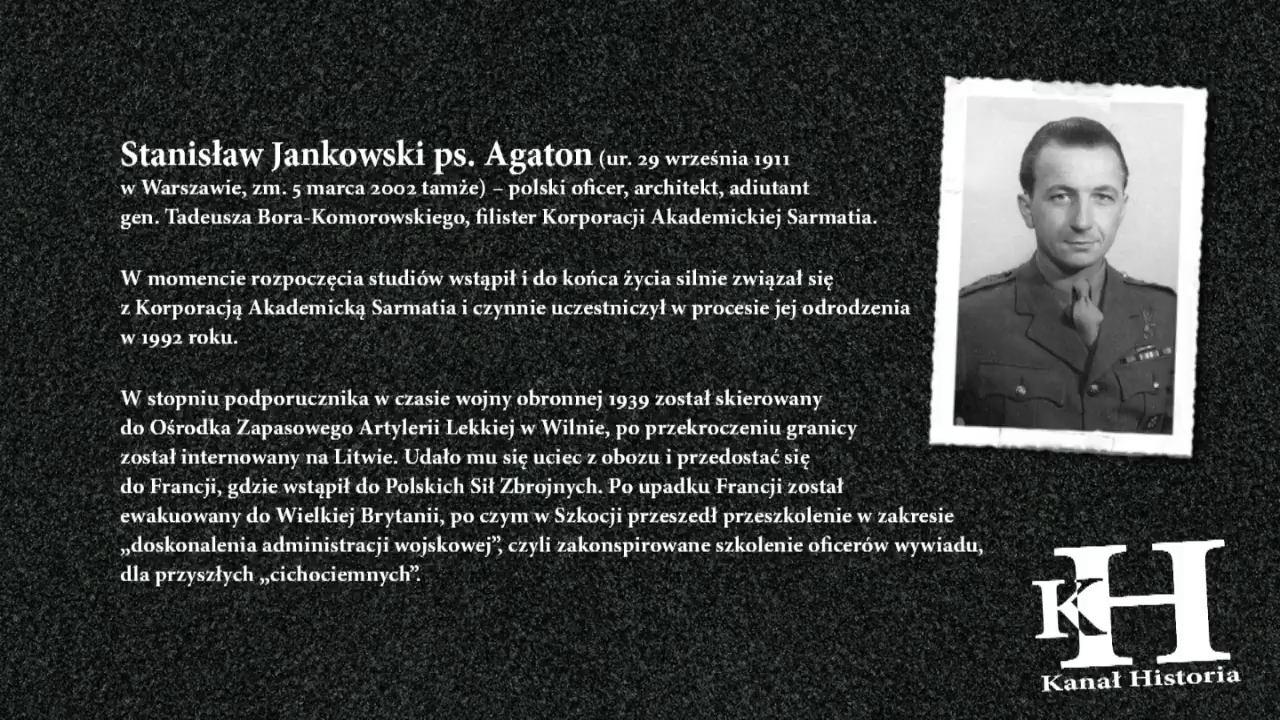 Stanisław Jankowski ps. Agaton (ur. 29 września 1911
w Warszawie, zm. 5 marca 2002 tamże) – polski oficer, architekt, adiutant
gen. Tadeusza Bora-Komorowskiego, filister Korporacji Akademickiej Sarmatia.
W momencie rozpoczęcia studiów wstąpił i do końca życia silnie związał się
z Korporacją Akademicką Sarmatia i czynnie uczestniczył w procesie jej odrodzenia
w 1992 roku.
W stopniu podporucznika w czasie wojny obronnej 1939 został skierowany
do Ośrodka Zapasowego Artylerii Lekkiej w Wilnie, po przekroczeniu granicy
został internowany na Litwie. Udało mu się uciec z obozu i przedostać się
do Francji, gdzie wstąpił do Polskich Sił Zbrojnych. Po upadku Francji został
ewakuowany do Wielkiej Brytanii, po czym w Szkocji przeszedł przeszkolenie w zakresie
„doskonalenia administracji wojskowej”, czyli zakonspirowane szkolenie oficerów wywiadu,
dla przyszłych „cichociemnych”.
KH
Kanał Historia